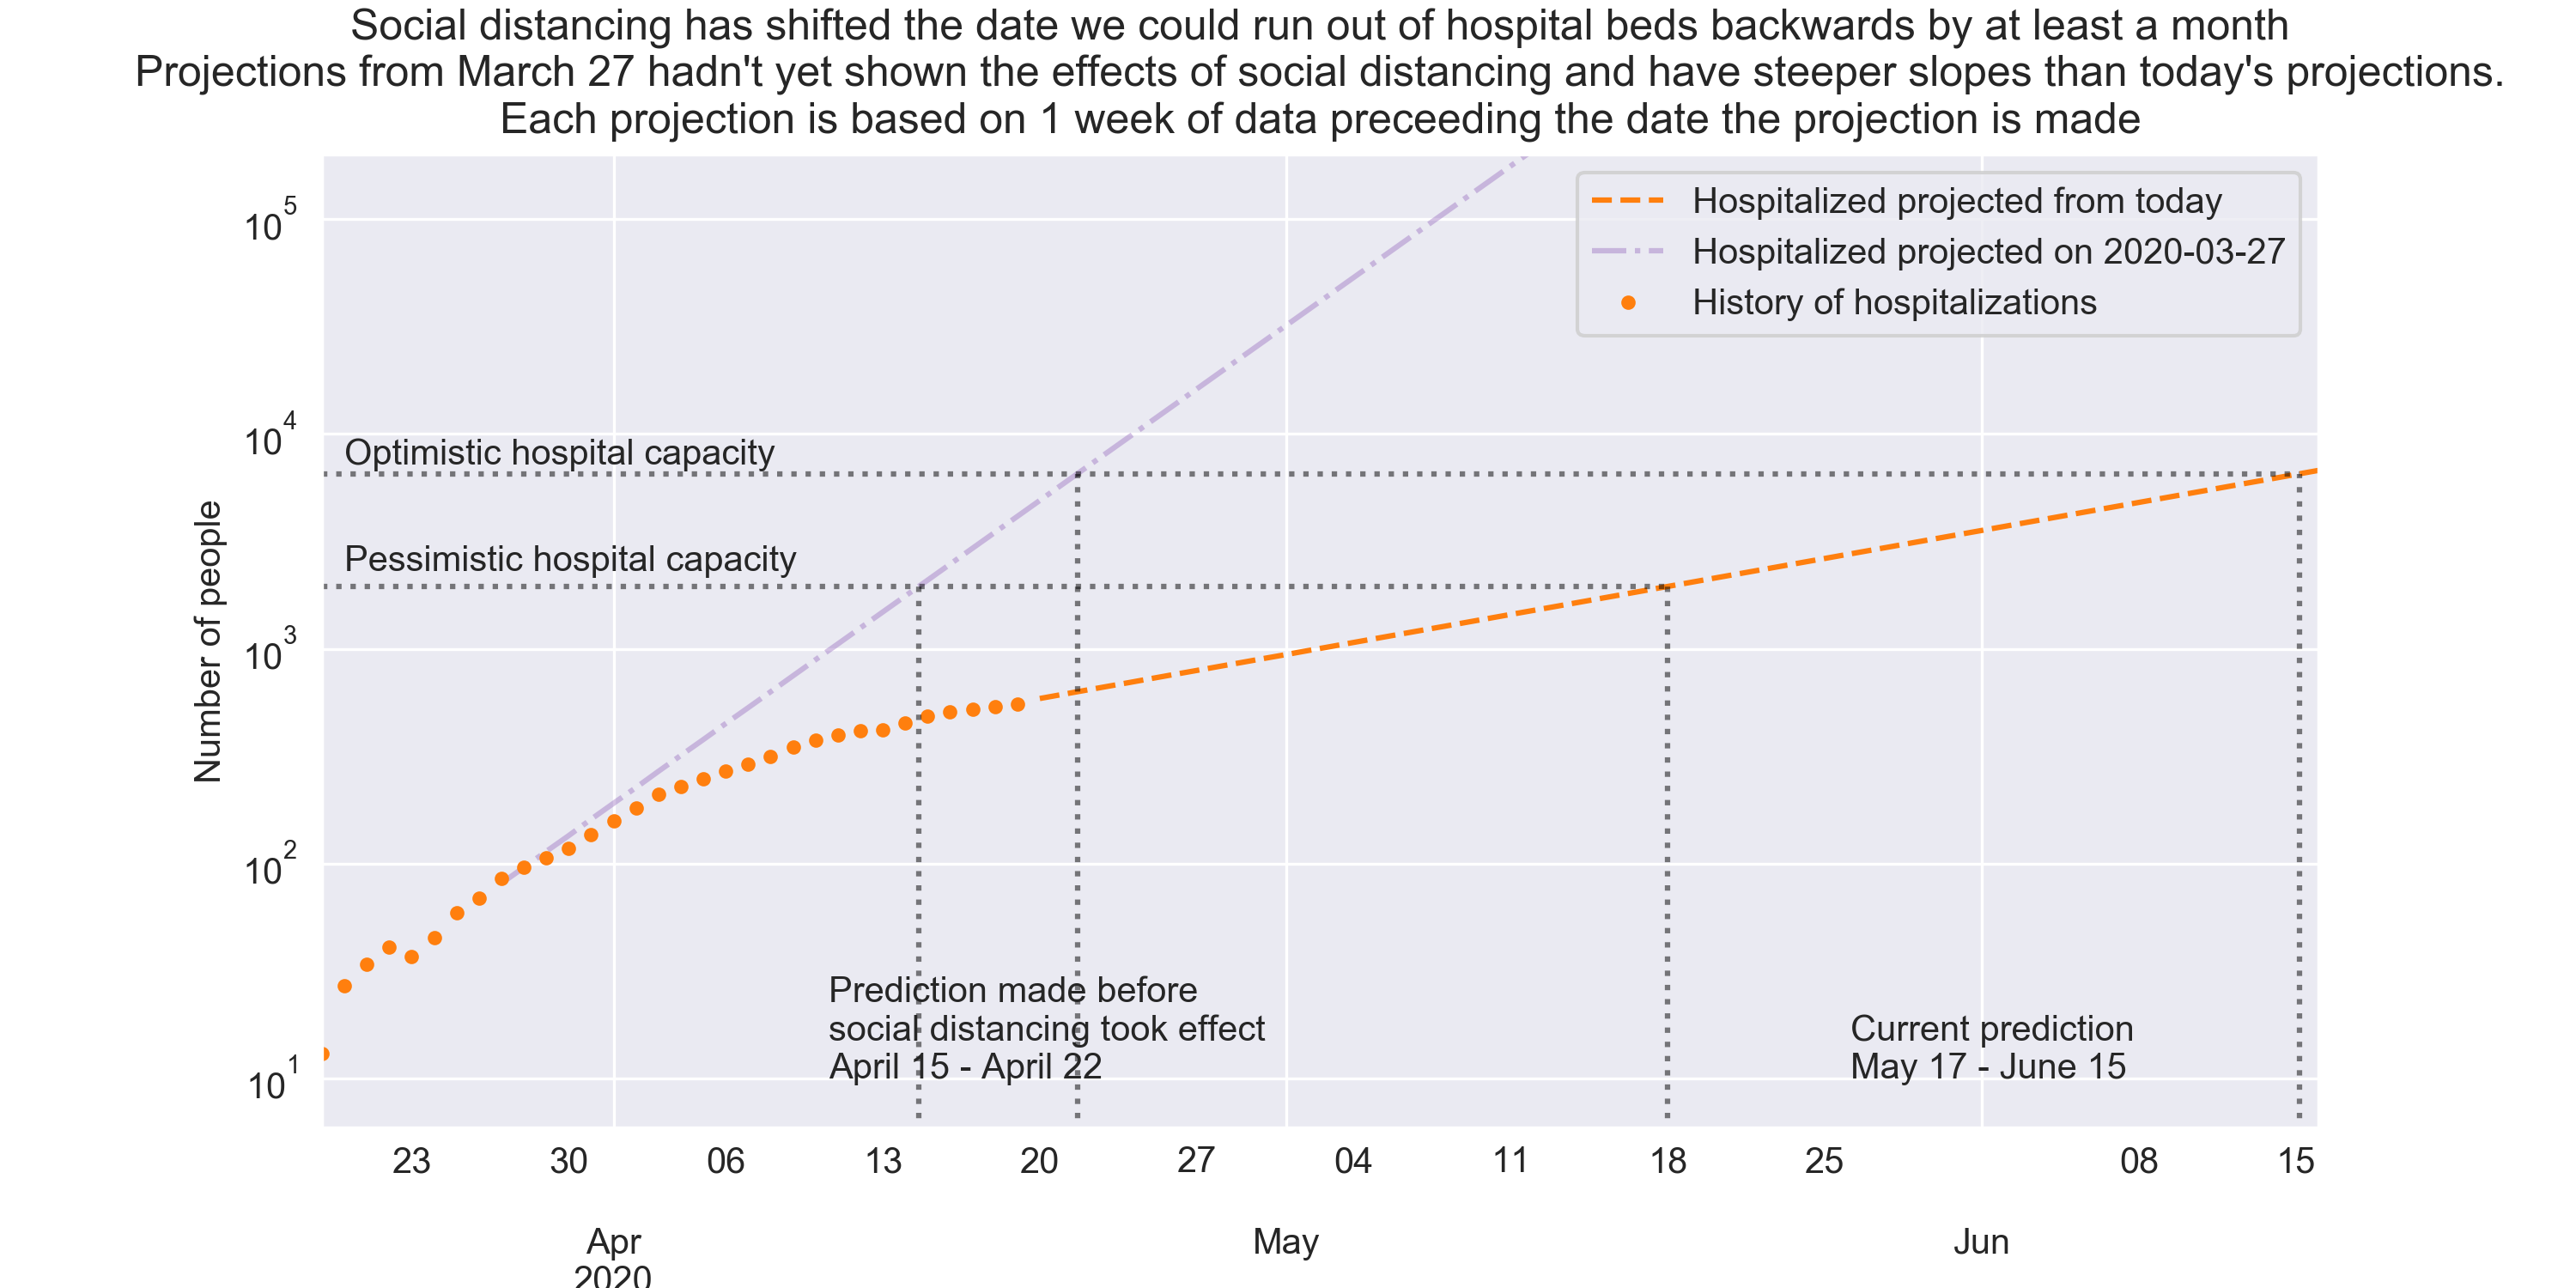 Social distancing has shifted the date we could run out of hospital beds backwards by at least a month
Projections from March 27 hadn't yet shown the effects of social distancing and have steeper slopes than today's projections.
Each projection is based on 1 week of data preceeding the date the projection is made
Hospitalized projected from today
Hospitalized projected on 2020-03-27
History of hospitalizations
Number of people
10^5
10^4
10^3
10^2
10^1
Optimistic hospital capacity
Pessimistic hospital capacity
Prediction made before
social distancing took effect
April 15 - April 22
Current prediction
May 17 - June 15
23 30 06 13 20 27 04 11 18 25 08 15
Apr May Jun
2020